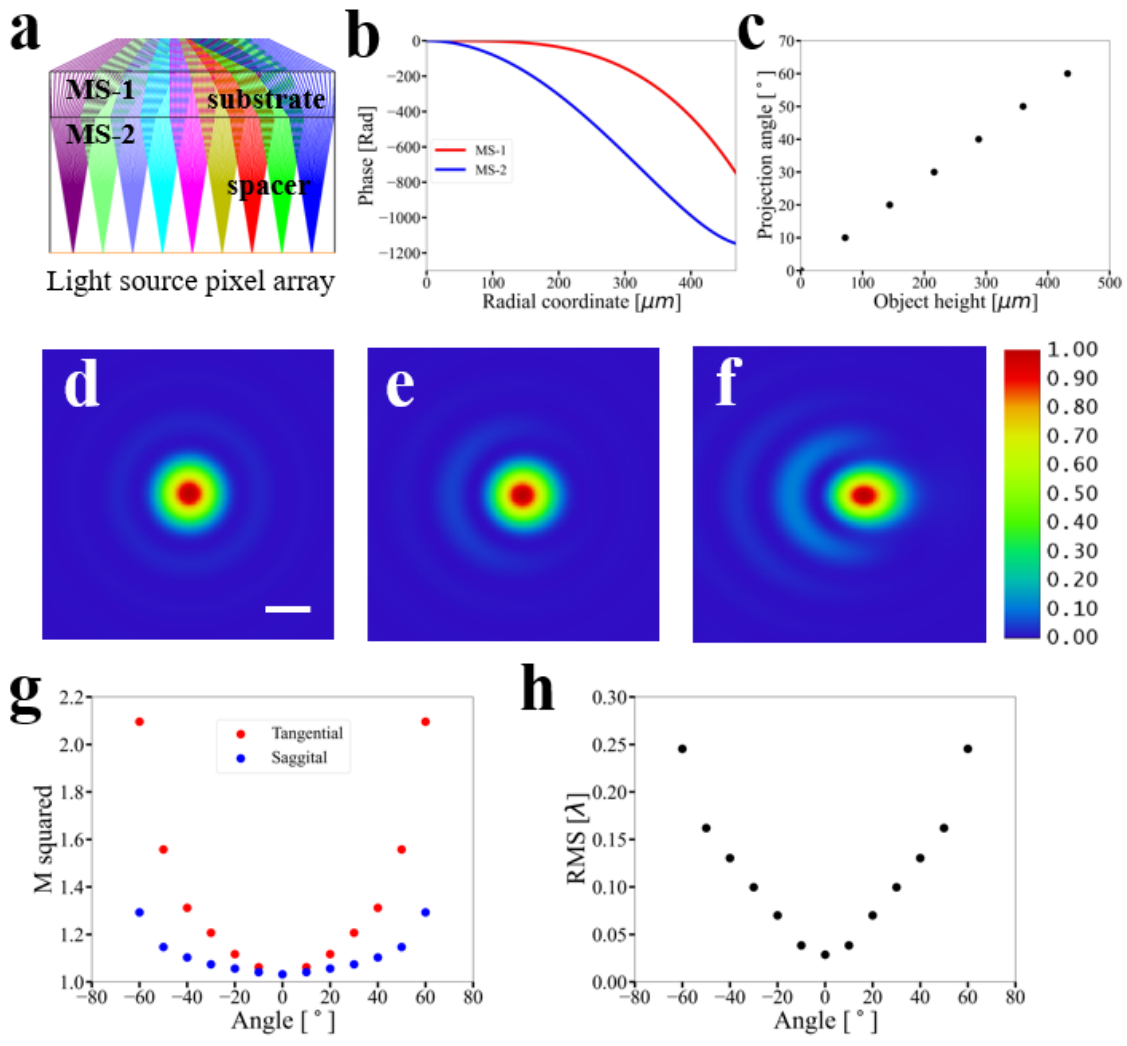 a
MS-1
substrate
MS-2
spacer
Light source pixel array
b
Phase [Rad]
0
−200
−400
−600
−800
−1000
−1200
MS-1
MS-2
0 100 200 300 400
Radial coordinate [μm]
c
Projection angle [°]
70
60
50
40
30
20
10
0
0 100 200 300 400 500
Object height [μm]
d
e
f
1.00
0.90
0.80
0.70
0.60
0.50
0.40
0.30
0.20
0.10
0.00
g
M squared
2.2
2.0
1.8
1.6
1.4
1.2
1.0
Tangential
Saggital
−80 −60 −40 −20 0 20 40 60 80
Angle [°]
h
RMS [λ]
0.30
0.25
0.20
0.15
0.10
0.05
0.00
−80 −60 −40 −20 0 20 40 60 80
Angle [°]